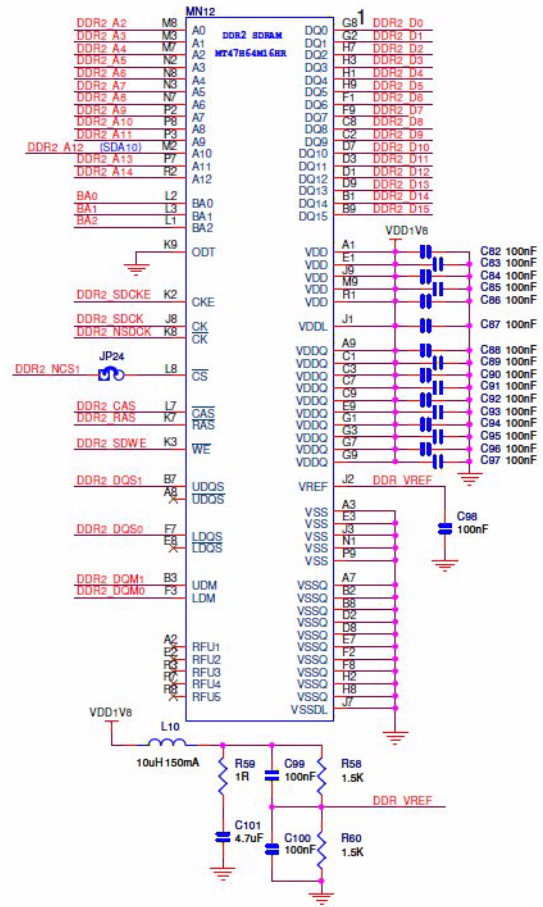 MN12
1
DDR2 SDRAM
MT47H64M16HR
DDR2_A2 M8 A0 DQ0 G8 DDR2_D0
DDR2_A3 M3 A1 DQ1 G2 DDR2_D1
DDR2_A4 M7 A2 DQ2 H7 DDR2_D2
DDR2_A5 N2 A3 DQ3 H3 DDR2_D3
DDR2_A6 N8 A4 DQ4 H1 DDR2_D4
DDR2_A7 N3 A5 DQ5 H9 DDR2_D5
DDR2_A8 N7 A6 DQ6 F1 DDR2_D6
DDR2_A9 P2 A7 DQ7 F9 DDR2_D7
DDR2_A10 P8 A8 DQ8 C8 DDR2_D8
DDR2_A11 P3 A9 DQ9 C2 DDR2_D9
DDR2_A12 (SDA10) M2 A10 DQ10 D7 DDR2_D10
DDR2_A13 P7 A11 DQ11 D3 DDR2_D11
DDR2_A14 R2 A12 DQ12 D1 DDR2_D12
DQ13 D9 DDR2_D13
BA0 L2 BA0 DQ14 B1 DDR2_D14
BA1 L3 BA1 DQ15 B9 DDR2_D15
BA2 L1 BA2
VDD1V8
K9 ODT VDD A1 C82 100nF
VDD E1 C83 100nF
VDD J9 C84 100nF
VDD M9 C85 100nF
DDR2_SDCKE K2 CKE VDD R1 C86 100nF
DDR2_SDCK J8 CK VDDL J1 C87 100nF
DDR2_NSDCK K8 CK
JP24
VDDQ A9 C88 100nF
VDDQ C1 C89 100nF
DDR2_NCS1 L8 CS VDDQ C3 C90 100nF
VDDQ C7 C91 100nF
VDDQ C9 C92 100nF
DDR2_CAS L7 CAS VDDQ E9 C93 100nF
DDR2_RAS K7 RAS VDDQ G1 C94 100nF
VDDQ G3 C95 100nF
DDR2_SDWE K3 WE VDDQ G7 C96 100nF
VDDQ G9 C97 100nF
DDR2_DQS1 B7 UDQS VREF J2 DDR_VREF
A8 UDQS
C98
100nF
VSS A3
VSS E3
DDR2_DQS0 F7 LDQS VSS J3
E8 LDQS VSS N1
VSS P9
DDR2_DQM1 B3 UDM VSSQ A7
DDR2_DQM0 F3 LDM VSSQ B2
VSSQ B8
VSSQ D2
VSSQ D8
A2 RFU1 VSSQ E7
E2 RFU2 VSSQ F2
R3 RFU3 VSSQ F8
R7 RFU4 VSSQ H2
R8 RFU5 VSSQ H8
VSSDL J7
VDD1V8
L10
10uH 150mA
R59
1R
C99
100nF
R58
1.5K
DDR_VREF
C101
4.7uF
C100
100nF
R60
1.5K